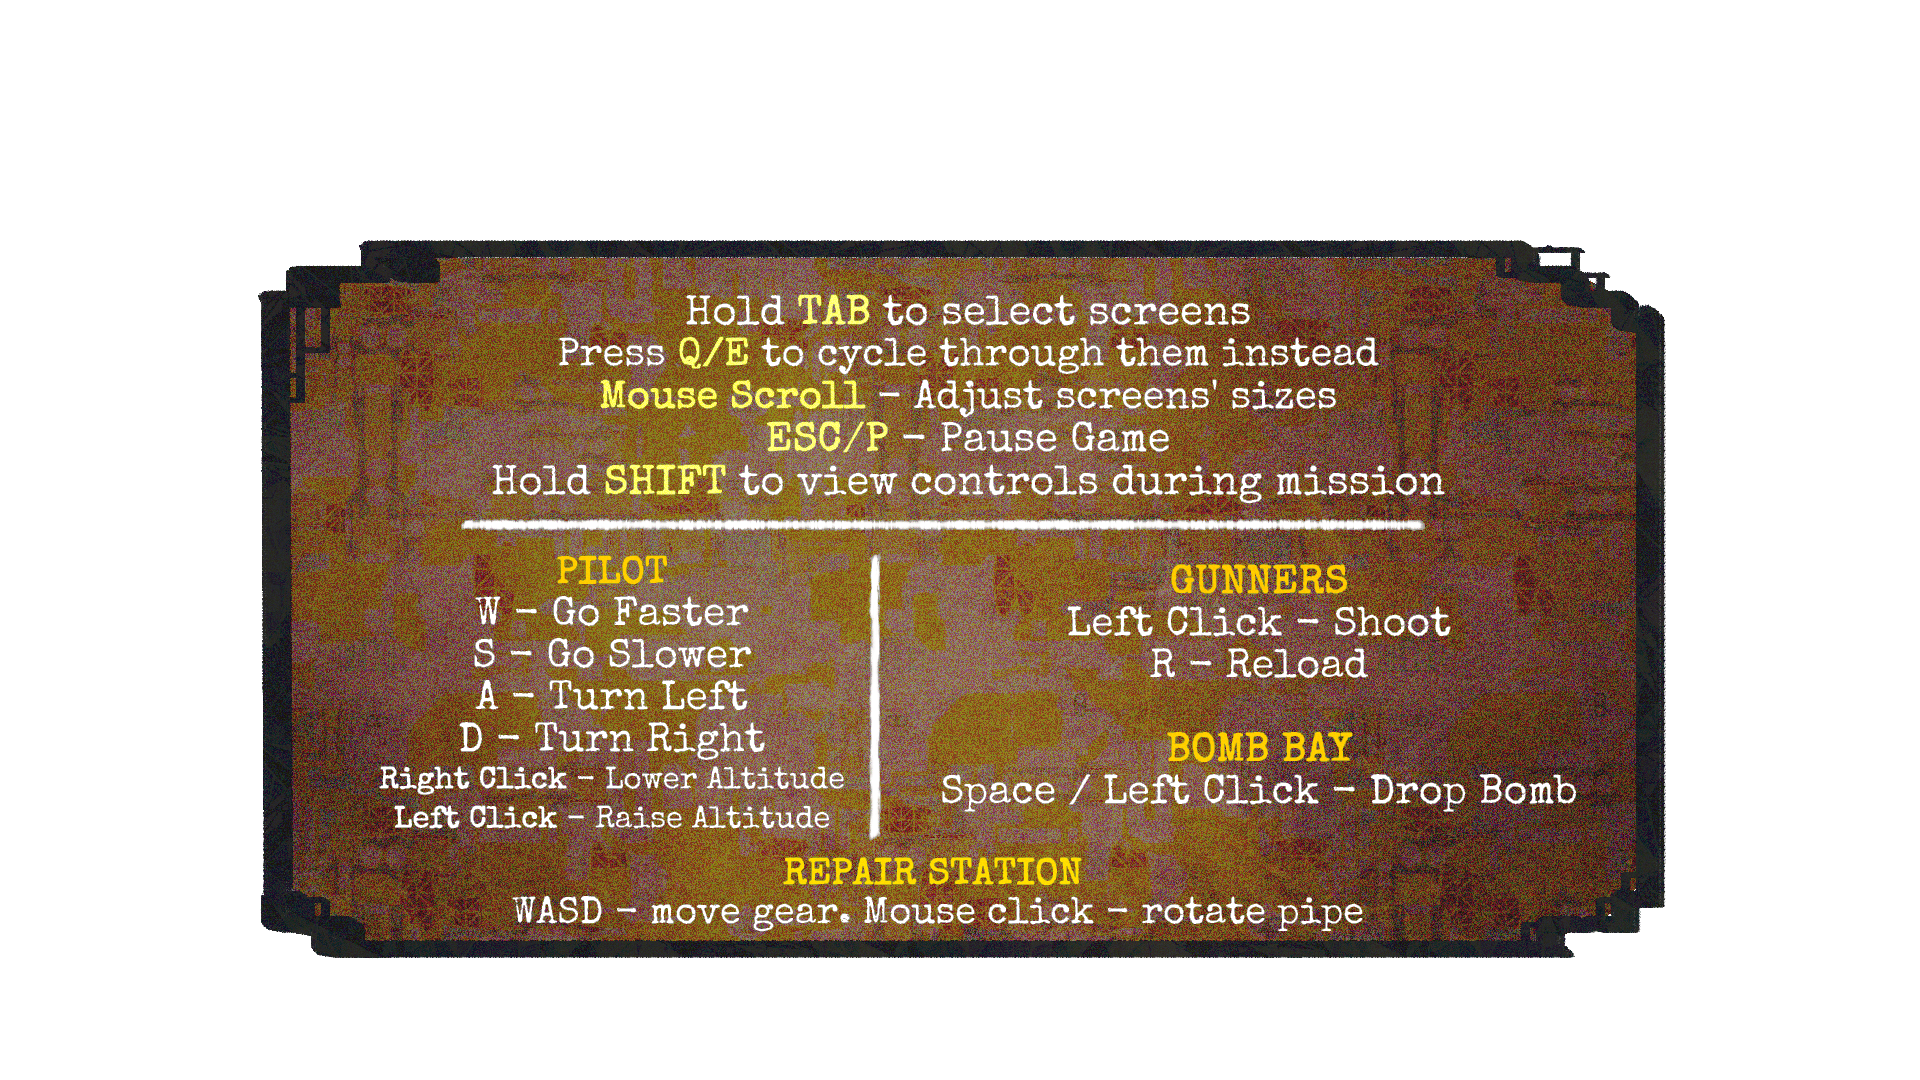 Hold TAB to select screens
Press Q/E to cycle through them instead
Mouse Scroll - Adjust screens' sizes
ESC/P - Pause Game
Hold SHIFT to view controls during mission
PILOT
W - Go Faster
S - Go Slower
A - Turn Left
D - Turn Right
Right Click - Lower Altitude
Left Click - Raise Altitude
GUNNERS
Left Click - Shoot
R - Reload
BOMB BAY
Space / Left Click - Drop Bomb
REPAIR STATION
WASD - move gear. Mouse click - rotate pipe